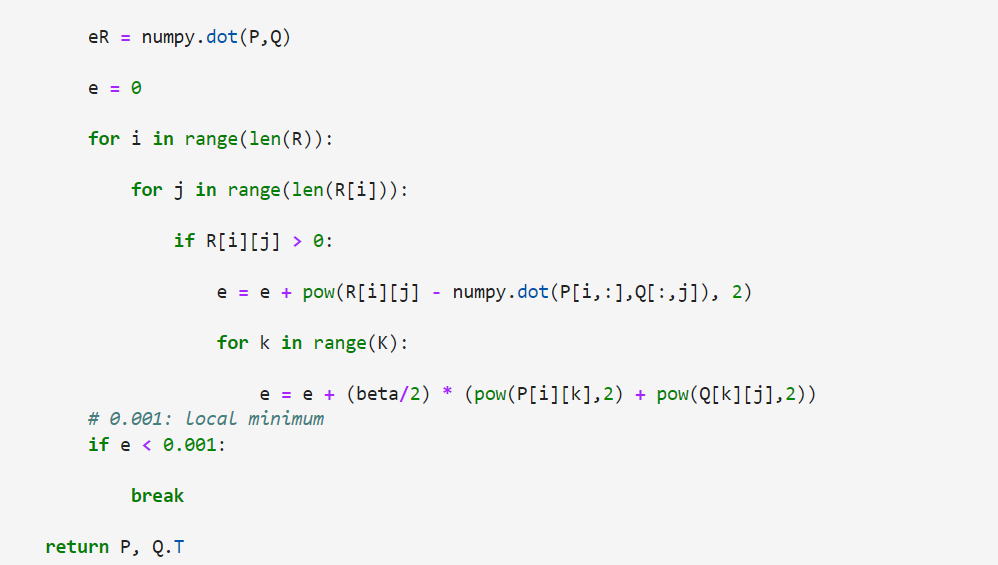 eR = numpy.dot(P,Q)
e = 0
for i in range(len(R)):
for j in range(len(R[i])):
if R[i][j] > 0:
e = e + pow(R[i][j] - numpy.dot(P[i,:],Q[:,j]), 2)
for k in range(K):
e = e + (beta/2) * (pow(P[i][k],2) + pow(Q[k][j],2))
# 0.001: local minimum
if e < 0.001:
break
return P, Q.T